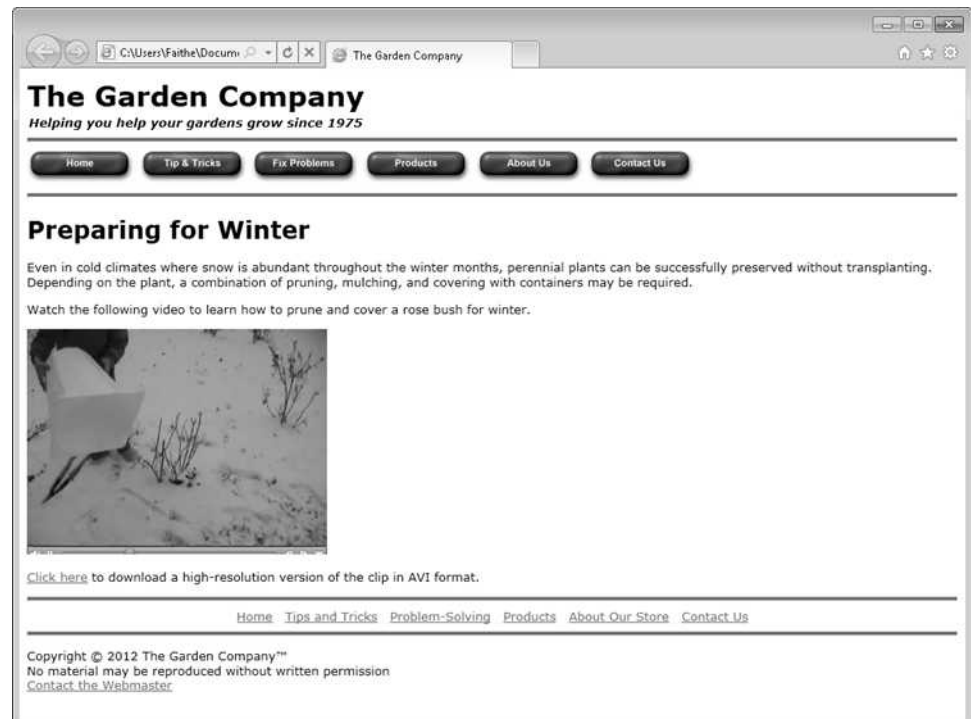 C:\Users\Faithe\Docum
The Garden Company
The Garden Company
Helping you help your gardens grow since 1975
Home Tip & Tricks Fix Problems Products About Us Contact Us
Preparing for Winter
Even in cold climates where snow is abundant throughout the winter months, perennial plants can be successfully preserved without transplanting.
Depending on the plant, a combination of pruning, mulching, and covering with containers may be required.
Watch the following video to learn how to prune and cover a rose bush for winter.
Click here to download a high-resolution version of the clip in AVI format.
Home Tips and Tricks Problem-Solving Products About Our Store Contact Us
Copyright © 2012 The Garden Company™
No material may be reproduced without written permission
Contact the Webmaster